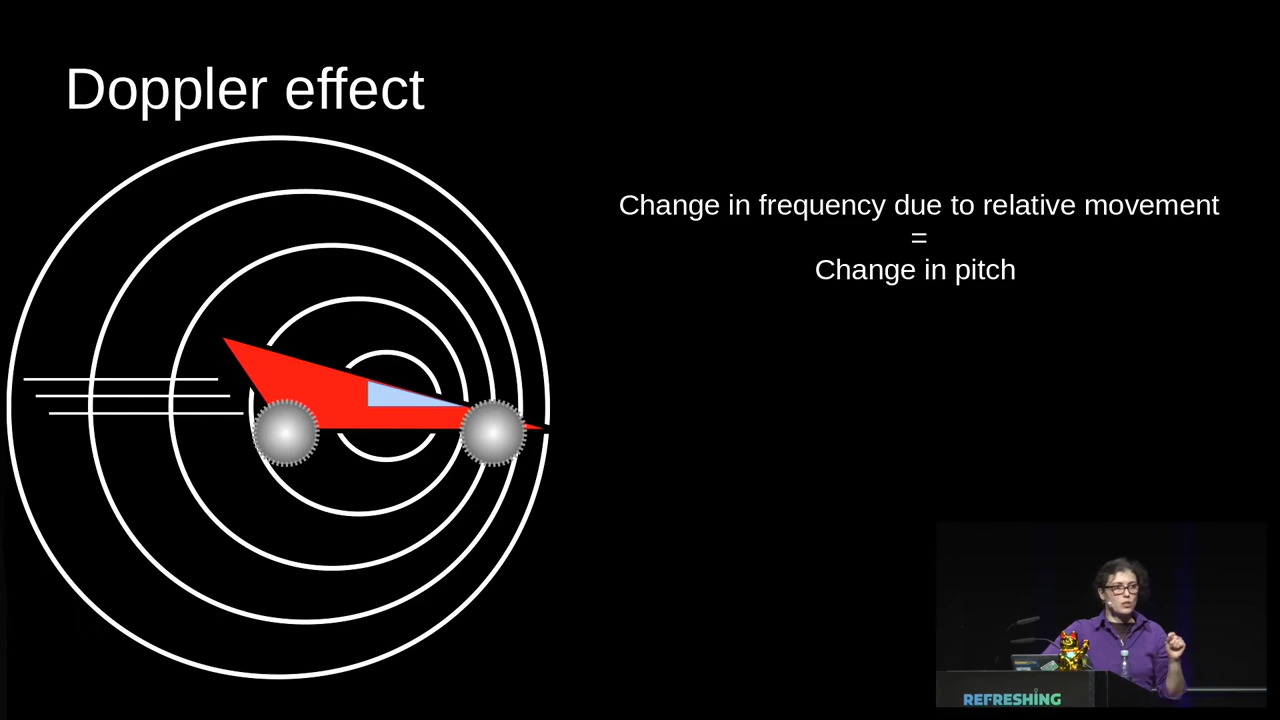 Doppler effect
Change in frequency due to relative movement
=
Change in pitch
REFRESHING